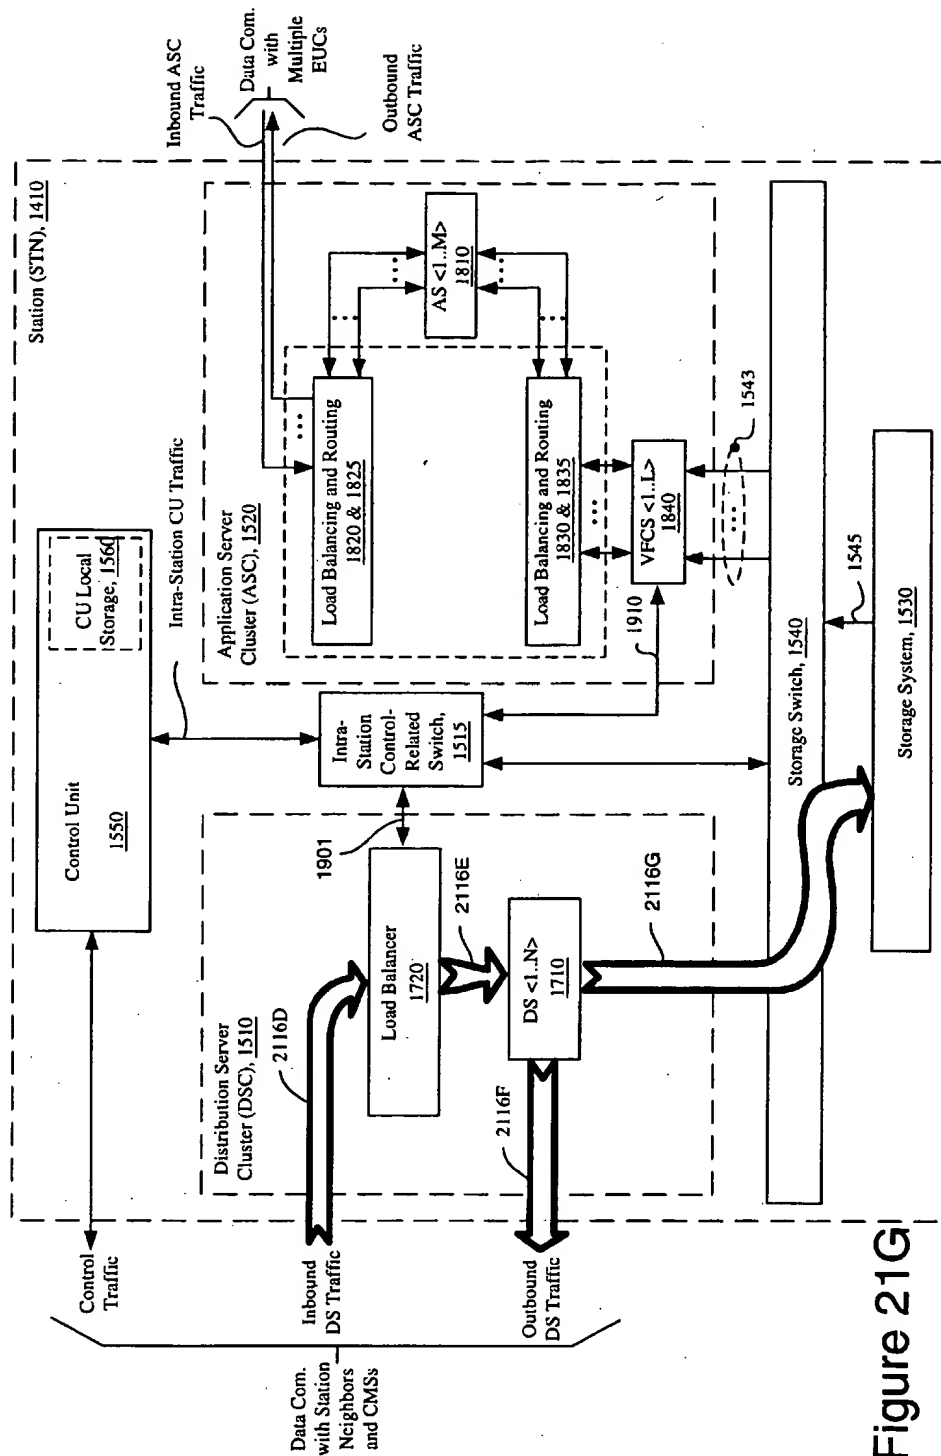 Data Com.
with Station
Neighbors
and CMSs
Control
Traffic
Inbound
DS Traffic
Outbound
DS Traffic
Station (STN), 1410
Control Unit
1550
CU Local
Storage, 1560
Intra-Station CU Traffic
Distribution Server
Cluster (DSC), 1510
2116D
Load Balancer
1720
1901
2116E
DS <1..N>
1710
2116F
2116G
Intra-
Station
Control-
Related
Switch,
1515
Application Server
Cluster (ASC), 1520
Load Balancing and Routing
1820 & 1825
...
...
...
AS <1..M>
1810
...
...
Load Balancing and Routing
1830 & 1835
...
VFCS <1..L>
1840
1910
...
1543
Storage Switch, 1540
1545
Storage System, 1530
Inbound ASC
Traffic
Data Com.
with
Multiple
EUCs
Outbound
ASC Traffic
Figure 21G